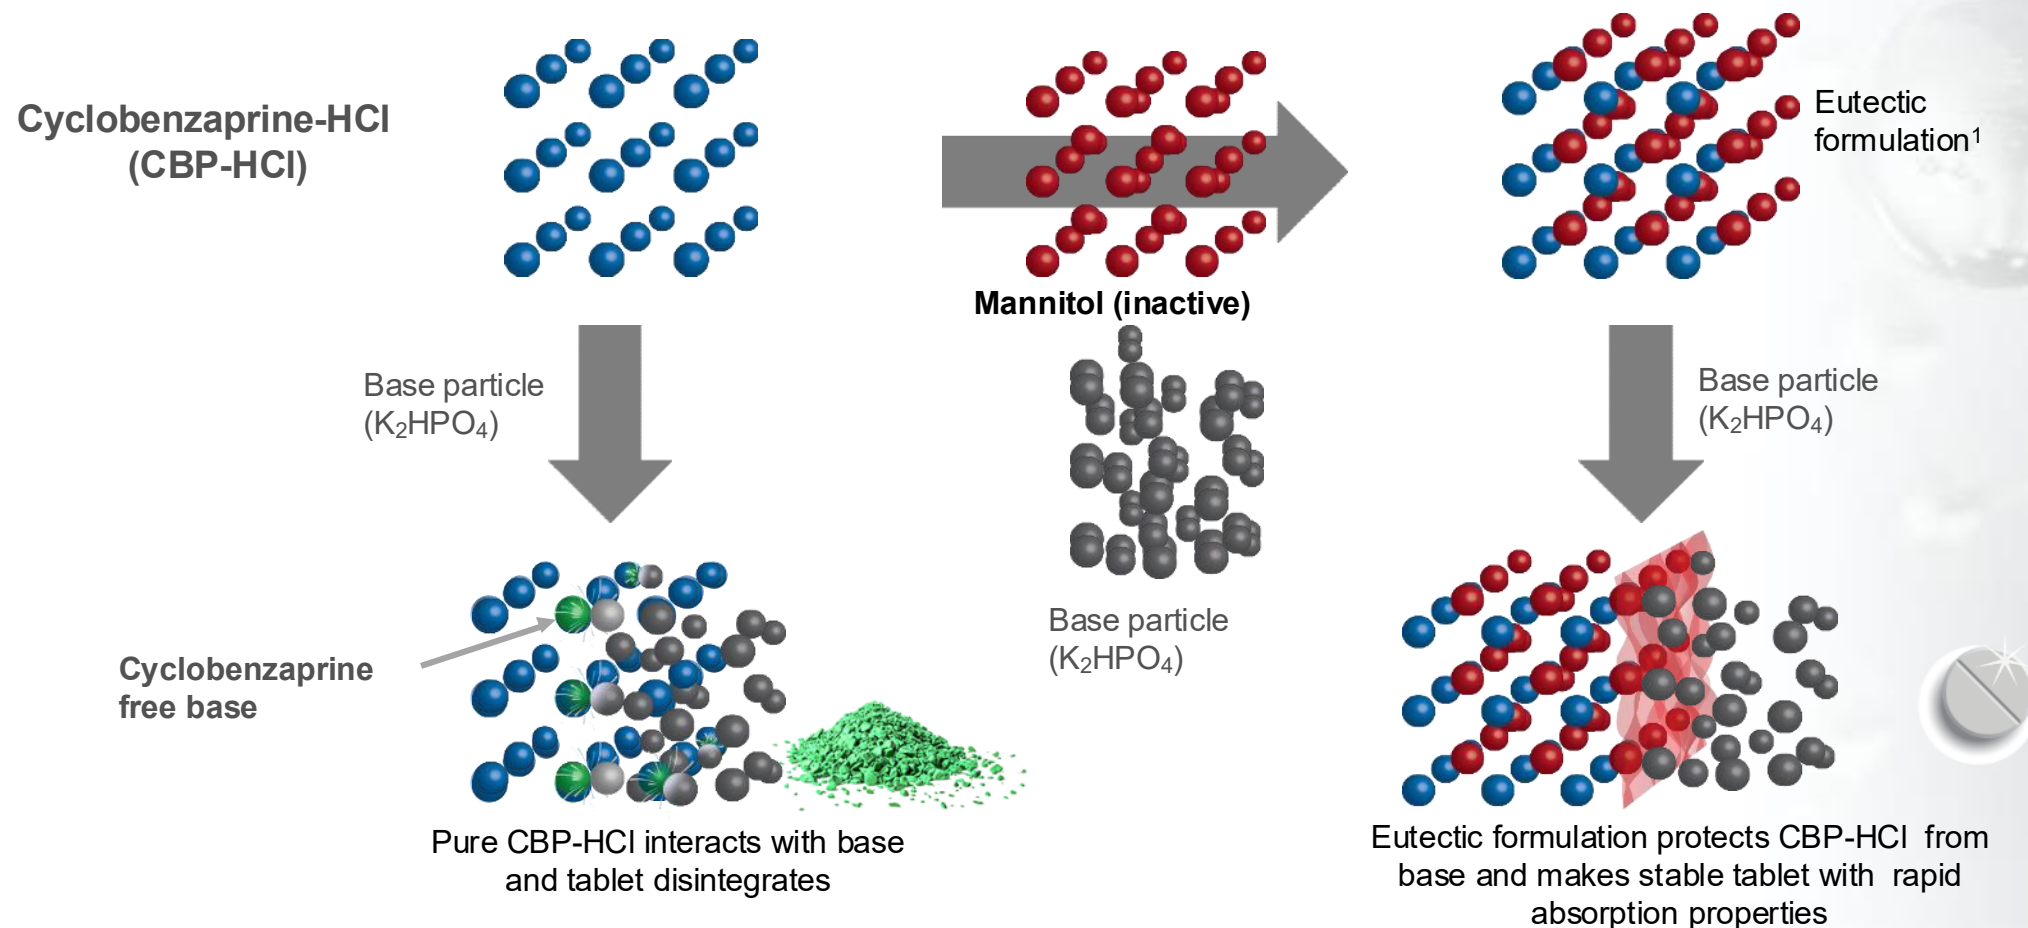 Cyclobenzaprine-HCl
(CBP-HCl)
Eutectic
formulation¹
Mannitol (inactive)
Base particle
(K₂HPO₄)
Base particle
(K₂HPO₄)
Base particle
(K₂HPO₄)
Cyclobenzaprine
free base
Pure CBP-HCl interacts with base
and tablet disintegrates
Eutectic formulation protects CBP-HCl from
base and makes stable tablet with rapid
absorption properties